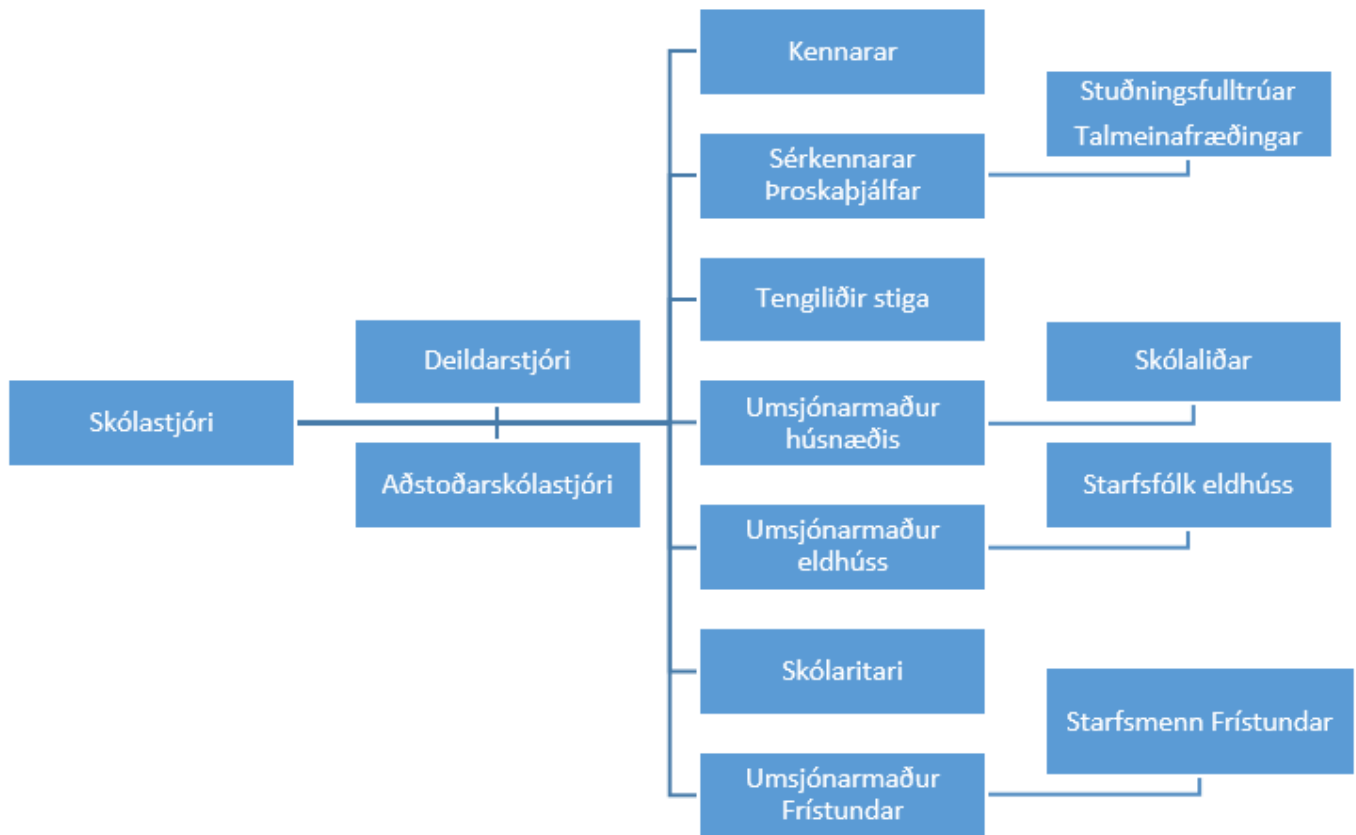 Skólastjóri
Deildarstjóri
Aðstoðarskólastjóri
Kennarar
Sérkennarar
Þroskaþjálfar
Stuðningsfulltrúar
Talmeinafræðingar
Tengiliðir stiga
Umsjónarmaður
húsnæðis
Skólaliðar
Umsjónarmaður
eldhúss
Starfsfólk eldhúss
Skólaritari
Umsjónarmaður
Frístundar
Starfsmenn Frístundar